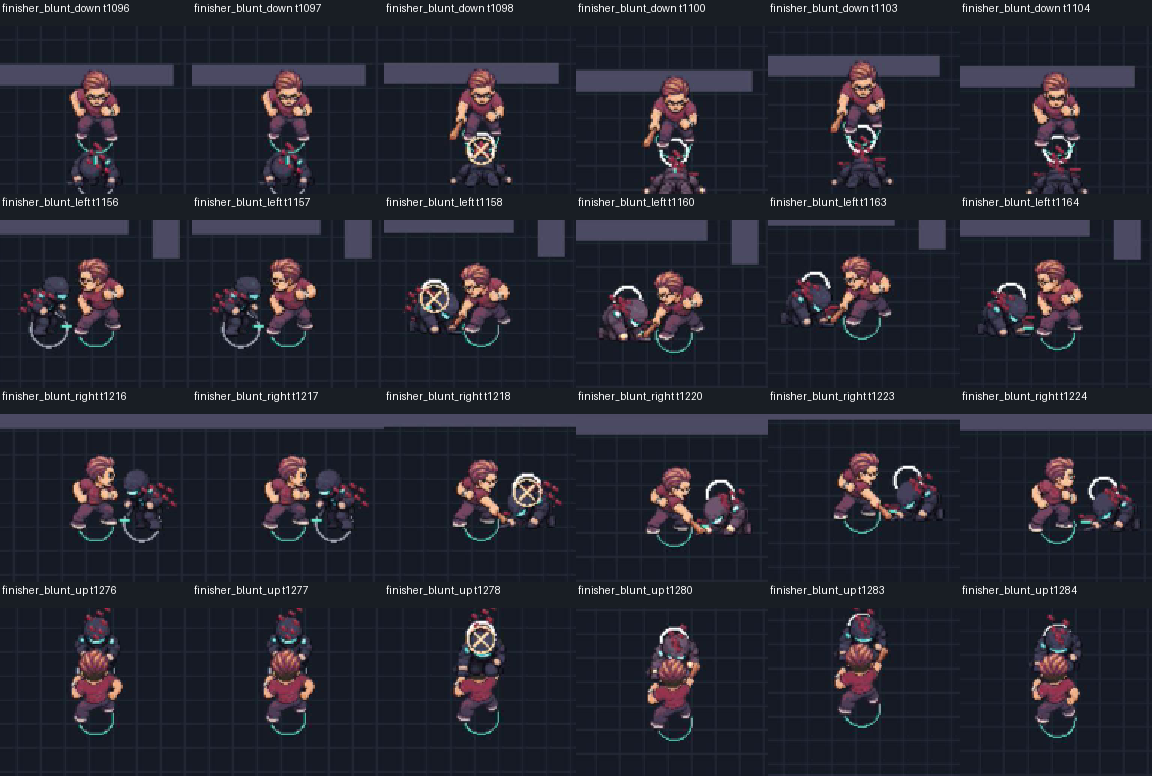 finisher_blunt_down t1096
finisher_blunt_down t1097
finisher_blunt_down t1098
finisher_blunt_down t1100
finisher_blunt_down t1103
finisher_blunt_down t1104
finisher_blunt_left t1156
finisher_blunt_left t1157
finisher_blunt_left t1158
finisher_blunt_left t1160
finisher_blunt_left t1163
finisher_blunt_left t1164
finisher_blunt_right t1216
finisher_blunt_right t1217
finisher_blunt_right t1218
finisher_blunt_right t1220
finisher_blunt_right t1223
finisher_blunt_right t1224
finisher_blunt_up t1276
finisher_blunt_up t1277
finisher_blunt_up t1278
finisher_blunt_up t1280
finisher_blunt_up t1283
finisher_blunt_up t1284